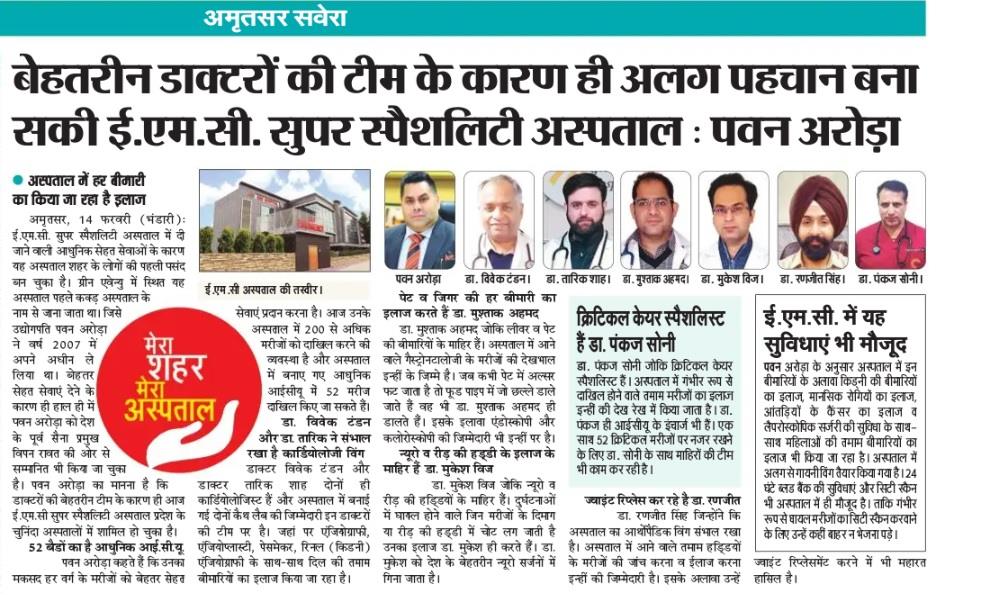 अमृतसर सवेरा
बेहतरीन डाक्टरों की टीम के कारण ही अलग पहचान बना
सकी ई.एम.सी. सुपर स्पैशलिटी अस्पताल : पवन अरोड़ा
● अस्पताल में हर बीमारी
का किया जा रहा है इलाज
अमृतसर, 14 फरवरी (भंडारी):
ई.एम.सी. सुपर स्पैशलिटी अस्पताल में दी
जाने वाली आधुनिक सेहत सेवाओं के कारण
यह अस्पताल शहर के लोगों की पहली पसंद
बन चुका है। ग्रीन एवेन्यु में स्थित यह
अस्पताल पहले ककड़ अस्पताल के
नाम से जाना जाता था। जिसे
उद्योगपति पवन अरोड़ा
ने वर्ष 2007 में
अपने अधीन ले
लिया था। बेहतर
सेहत सेवाएं देने के
कारण ही हाल ही में
पवन अरोड़ा को देश
के पूर्व सैना प्रमुख
विपन रावत की ओर से
सम्मानित भी किया जा चुका
है। पवन अरोड़ा का मानना है कि
डाक्टरों की बेहतरीन टीम के कारण ही आज
ई.एम.सी सुपर स्पैशलिटी अस्पताल प्रदेश के
चुनिंदा अस्पतालों में शामिल हो चुका है।
52 बैडों का है आधुनिक आई.सी.यू
पवन अरोड़ा कहते हैं कि उनका
मकसद हर वर्ग के मरीजों को बेहतर सेहत
ई.एम.सी अस्पताल की तस्वीर।
मेरा
शहर
मेरा
अस्पताल
सेवाएं प्रदान करना है। आज उनके
अस्पताल में 200 से अधिक
मरीजों को दाखिल करने की
व्यवस्था है और अस्पताल
में बनाए गए आधुनिक
आईसीयू में 52 मरीज
दाखिल किए जा सकते है।
डा. विवेक टंडन
और डा. तारिक ने संभाल
रखा है कार्डियोलॉजी विंग
डाक्टर विवेक टंडन और
डाक्टर तारिक शाह दोनों ही
कार्डियोलजिस्ट हैं और अस्पताल में बनाई
गई दोनों कैथ लैब की जिम्मेदारी इन डाक्टरों
की टीम पर है। जहां पर एंजियोग्राफी,
एंजियोप्लास्टी, पेसमेकर, रिनल (किडनी)
एंजियोग्राफी के साथ-साथ दिल की तमाम
बीमारियों का इलाज किया जा रहा है।
पवन अरोड़ा
डा. विवेक टंडन।
डा. तारिक शाह।
डा. मुश्ताक अहमद।
डा. मुकेश विज।
डा. रणजीत सिंह।
डा. पंकज सोनी।
पेट व जिगर की हर बीमारी का
इलाज करते हैं डा. मुश्ताक अहमद
डा. मुश्ताक अहमद जोकि लीवर व पेट
की बीमारियों के माहिर हैं। अस्पताल में आने
वाले गैस्ट्रोनटालोजी के मरीजों की देखभाल
इन्हीं के जिम्मे है। जब कभी पेट में अल्सर
फट जाता है तो फूड पाइप में जो छल्ले डाले
जाते हैं वह भी डा. मुश्ताक अहमद ही
डालते हैं। इसके इलावा एंडोस्कोपी और
कलोरोस्कोपी की जिम्मेदारी भी इन्हीं पर है।
न्यूरो व रीड़ की हड्डी के इलाज के
माहिर हैं डा. मुकेश विज
डा. मुकेश विज जोकि न्यूरो व
रीड़ की हड्डियों के माहिर हैं। दुर्घटनाओं
में घायल होने वाले जिन मरीजों के दिमाग
या रीड़ की हड्डी में चोट लग जाती है
उनका इलाज डा. मुकेश ही करते हैं। डा.
मुकेश को देश के बेहतरीन न्यूरो सर्जनों में
गिना जाता है।
क्रिटिकल केयर स्पैशलिस्ट
हैं डा. पंकज सोनी
डा. पंकज सोनी जोकि क्रिटिकल केयर
स्पैशलिस्ट हैं। अस्पताल में गंभीर रूप से
दाखिल होने वाले तमाम मरीजों का इलाज
इन्हीं की देख रेख में किया जाता है। डा.
पंकज ही आईसीयू के इंचार्ज भी हैं। एक
साथ 52 क्रिटिकल मरीजों पर नजर रखने
के लिए डा. सोनी के साथ माहिरों की टीम
भी काम कर रही है।
ज्वाइंट रिप्लेस कर रहे है डा. रणजीत
डा. रणजीत सिंह जिन्होंने कि
अस्पताल का आर्थोपैडिक विंग संभाल रखा
है। अस्पताल में आने वाले तमाम हड्डियों
के मरीजों की जांच करना व ईलाज करना
इन्हीं की जिम्मेदारी है। इसके अलावा उन्हें
ई.एम.सी. में यह
सुविधाएं भी मौजूद
पवन अरोड़ा के अनुसार अस्पताल में इन
बीमारियों के अलावा किडनी की बीमारियों
का इलाज, मानसिक रोगियों का इलाज,
आंतड़ियों के कैंसर का इलाज व
लैपरोस्कोपिक सर्जरी की सुविधा के साथ-
साथ महिलाओं की तमाम बीमारियों का
इलाज भी किया जा रहा है। अस्पताल में
अलग से गायनी विंग तैयार किया गया है। 24
घंटे ब्लड बैंक की सुविधाएं और सिटी स्कैन
भी अस्पताल में ही मौजूद है। ताकि गंभीर
रूप से घायल मरीजों का सिटी स्कैन करवाने
के लिए उन्हें कहीं बाहर न भेजना पड़े।
ज्वाइंट रिप्लेसमेंट करने में भी महारत
हासिल है।